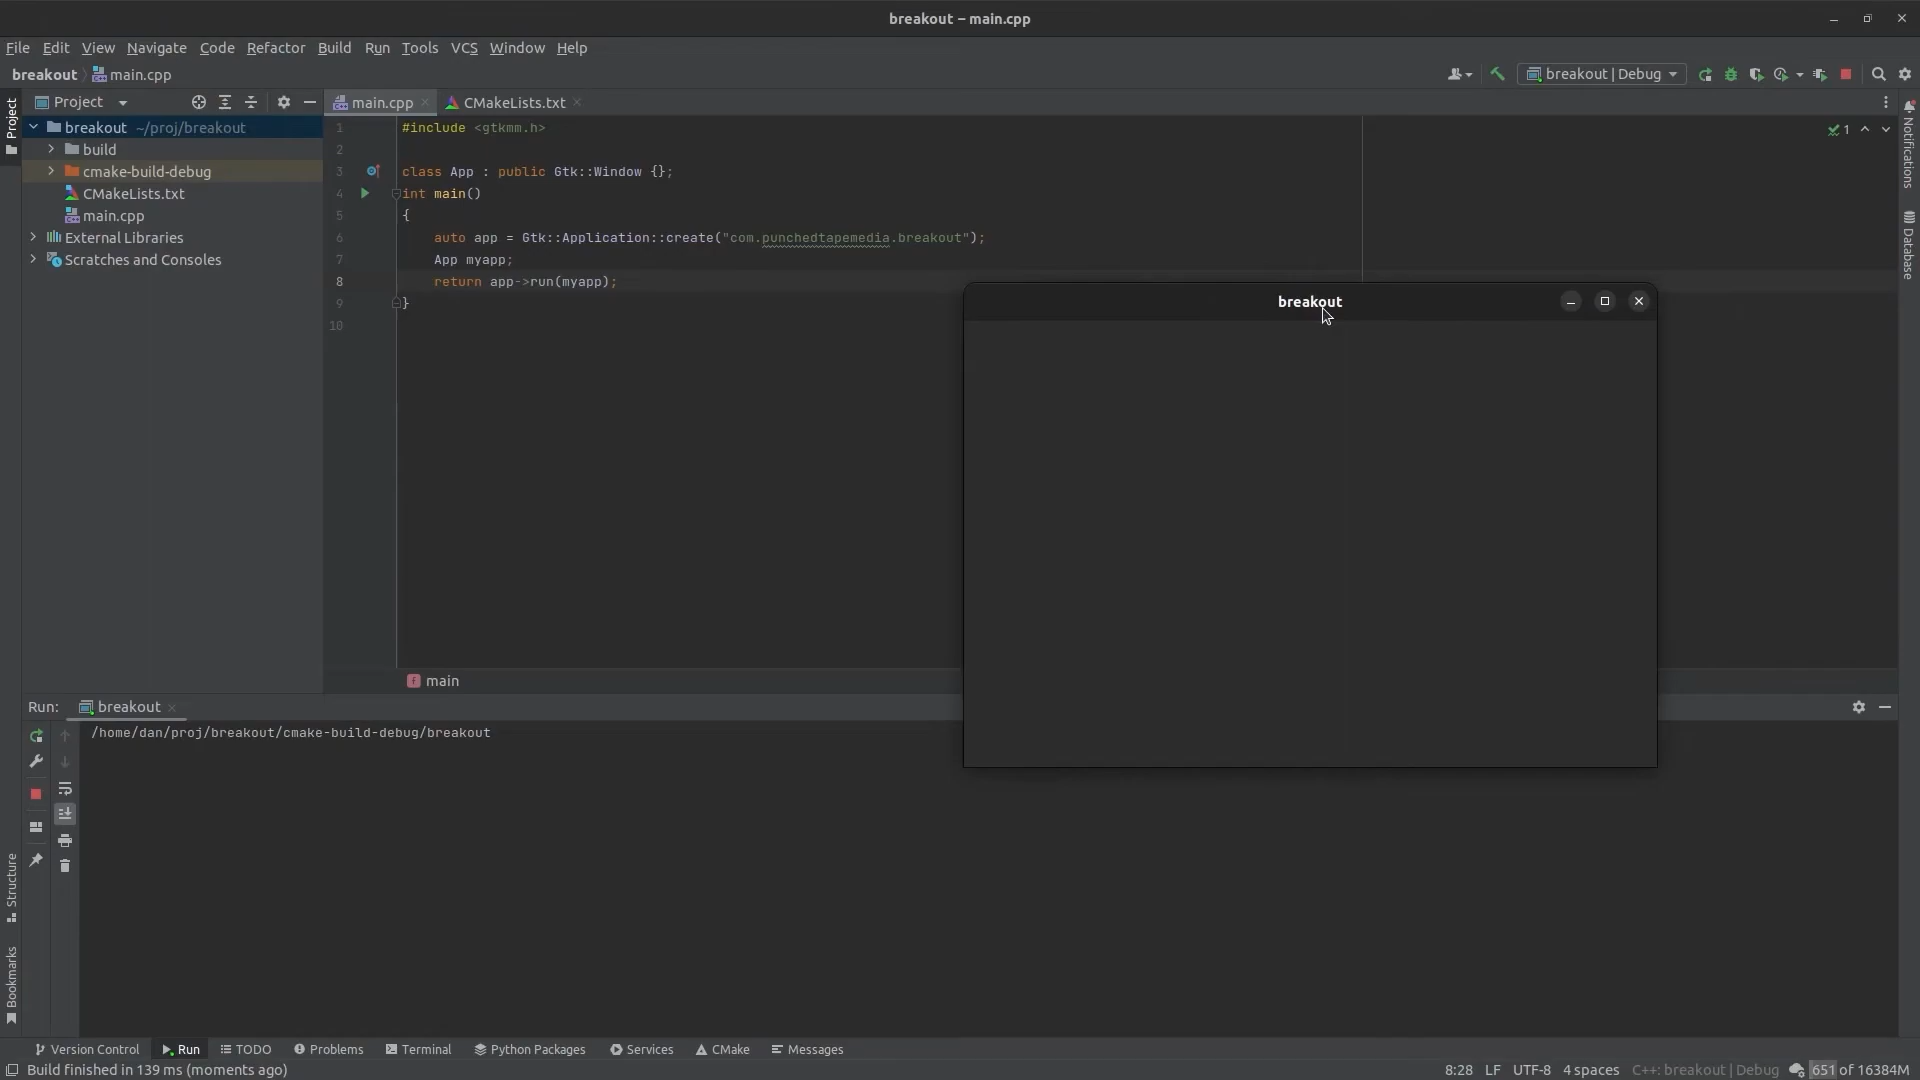 breakout – main.cpp
File Edit View Navigate Code Refactor Build Run Tools VCS Window Help
breakout main.cpp
breakout | Debug
Project
Project
main.cpp
CMakeLists.txt
Notifications
Database
breakout ~/proj/breakout
build
cmake-build-debug
CMakeLists.txt
main.cpp
External Libraries
Scratches and Consoles
1 #include <gtkmm.h>
2
3 class App : public Gtk::Window {};
4 int main()
5 {
6 auto app = Gtk::Application::create("com.punchedtapemedia.breakout");
7 App myapp;
8 return app->run(myapp);
9 }
10
1
breakout
main
Run: breakout
/home/dan/proj/breakout/cmake-build-debug/breakout
Structure
Bookmarks
Version Control Run TODO Problems Terminal Python Packages Services CMake Messages
Build finished in 139 ms (moments ago)
8:28 LF UTF-8 4 spaces C++: breakout | Debug 651 of 16384M